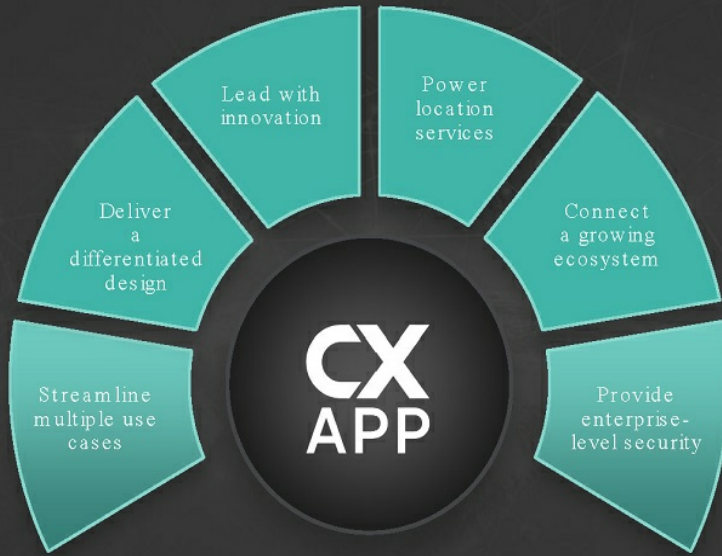 Streamline
multiple use
cases
Deliver
a
differentiated
design
Lead with
innovation
Power
location
services
Connect
a growing
ecosystem
Provide
enterprise-
level security
CX
APP